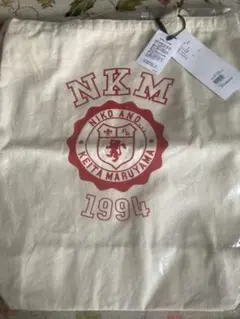 NKM
NIKO AND...
KEITA MARUYAMA
1994